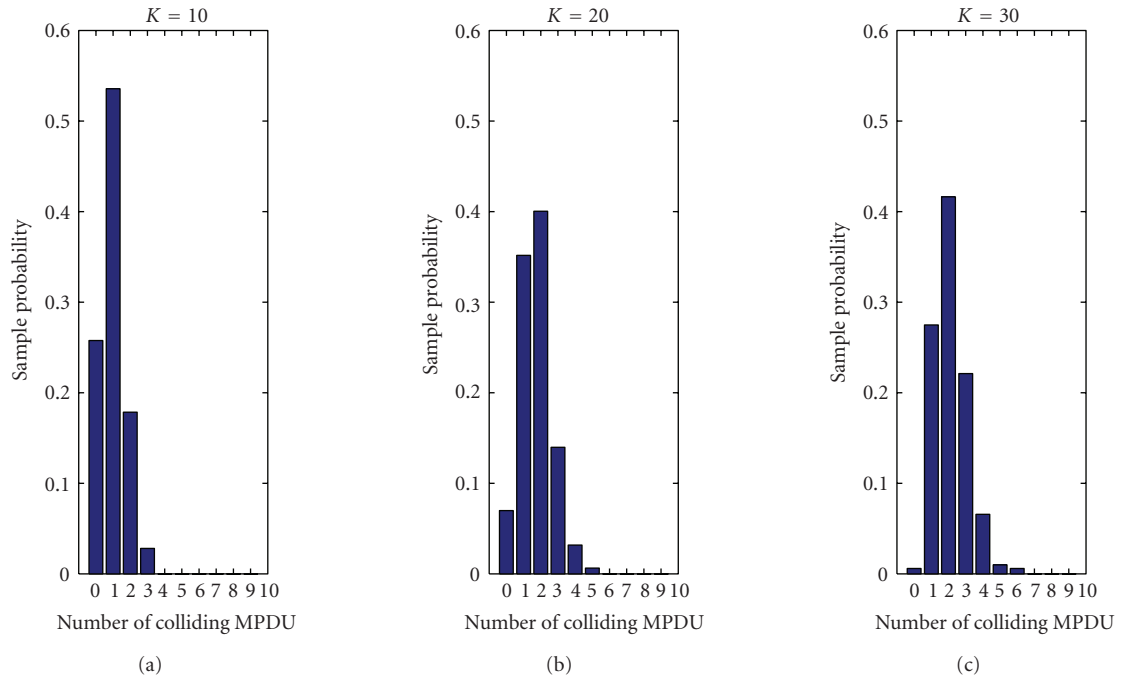 K = 10
0.6
0.5
0.4
0.3
0.2
0.1
0
Sample probability
0 1 2 3 4 5 6 7 8 9 10
Number of colliding MPDU
(a)
K = 20
0.6
0.5
0.4
0.3
0.2
0.1
0
Sample probability
0 1 2 3 4 5 6 7 8 9 10
Number of colliding MPDU
(b)
K = 30
0.6
0.5
0.4
0.3
0.2
0.1
0
Sample probability
0 1 2 3 4 5 6 7 8 9 10
Number of colliding MPDU
(c)